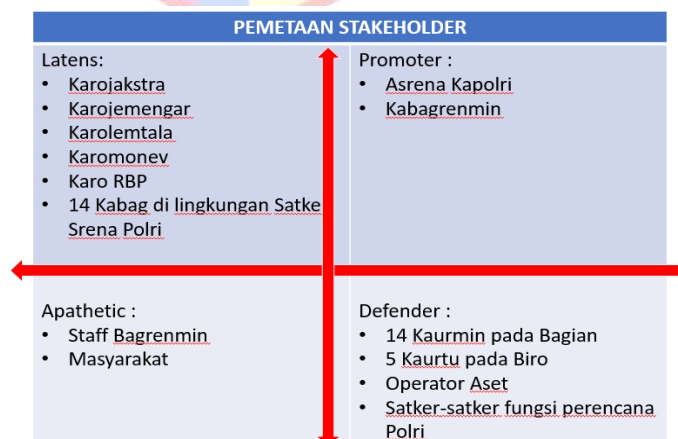 PEMETAAN STAKEHOLDER
Latens:
• Karojakstra
• Karojemengar
• Karolemtala
• Karomonev
• Karo RBP
• 14 Kabag di lingkungan Satke
Srena Polri
Promoter :
• Asrena Kapolri
• Kabagrenmin
Apathetic :
• Staff Bagrenmin
• Masyarakat
Defender :
• 14 Kaurmin pada Bagian
• 5 Kaurtu pada Biro
• Operator Aset
• Satker-satker fungsi perencana
Polri